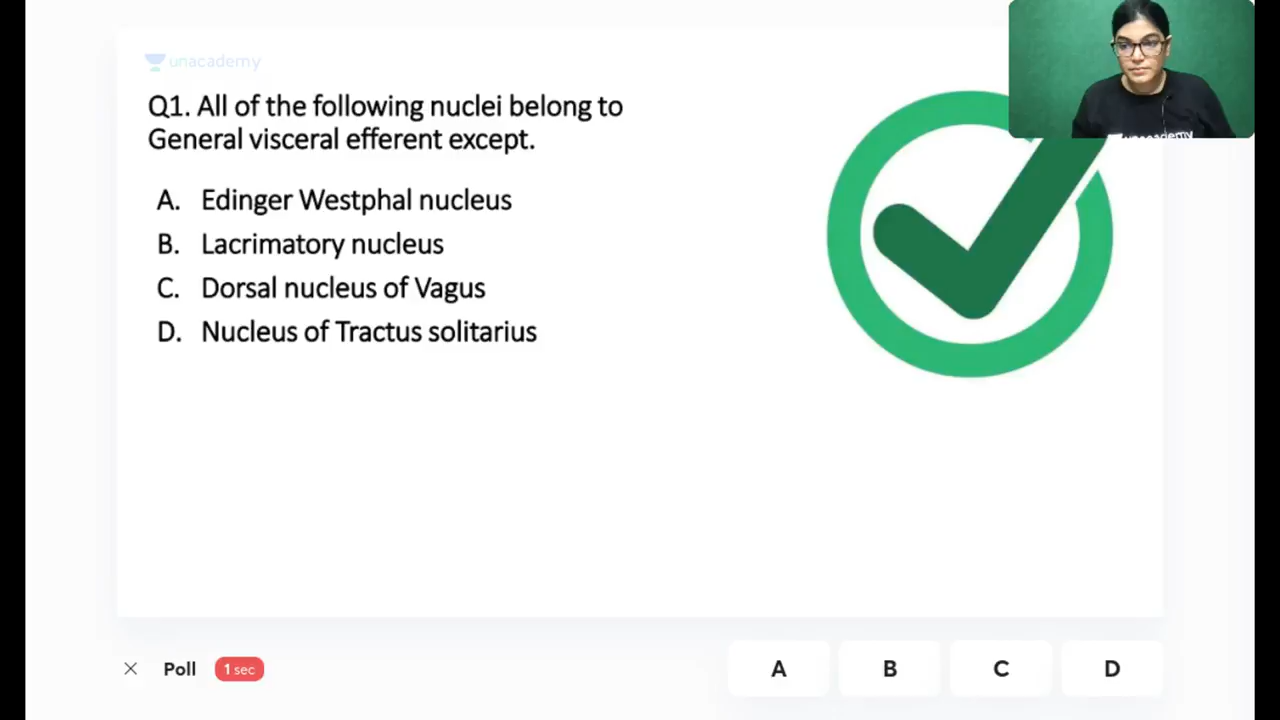 unacademy
Q1. All of the following nuclei belong to
General visceral efferent except.
A. Edinger Westphal nucleus
B. Lacrimatory nucleus
C. Dorsal nucleus of Vagus
D. Nucleus of Tractus solitarius
unacademy
Poll 1 sec
A B C D